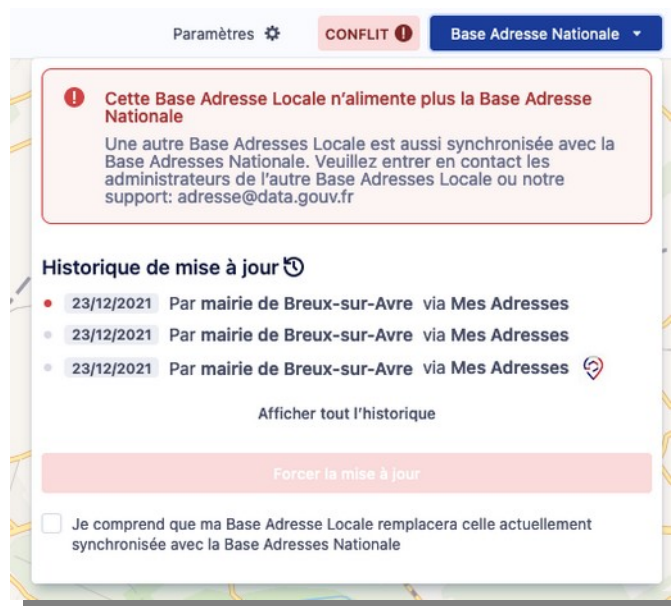 Paramètres
CONFLIT
Base Adresse Nationale
Cette Base Adresse Locale n’alimente plus la Base Adresse
Nationale
Une autre Base Adresses Locale est aussi synchronisée avec la
Base Adresses Nationale. Veuillez entrer en contact les
administrateurs de l’autre Base Adresses Locale ou notre
support: adresse@data.gouv.fr
Historique de mise à jour
23/12/2021 Par mairie de Breux-sur-Avre via Mes Adresses
23/12/2021 Par mairie de Breux-sur-Avre via Mes Adresses
23/12/2021 Par mairie de Breux-sur-Avre via Mes Adresses
Afficher tout l’historique
Forcer la mise à jour
Je comprend que ma Base Adresse Locale remplacera celle actuellement
synchronisée avec la Base Adresses Nationale